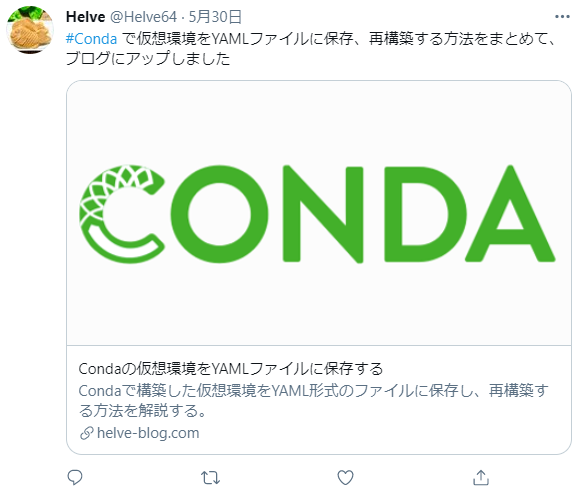 Helve @Helve64 · 5月30日
#Conda で仮想環境をYAMLファイルに保存、再構築する方法をまとめて、
ブログにアップしました
CONDA
Condaの仮想環境をYAMLファイルに保存する
Condaで構築した仮想環境をYAML形式のファイルに保存し、再構築す
る方法を解説する。
helve-blog.com